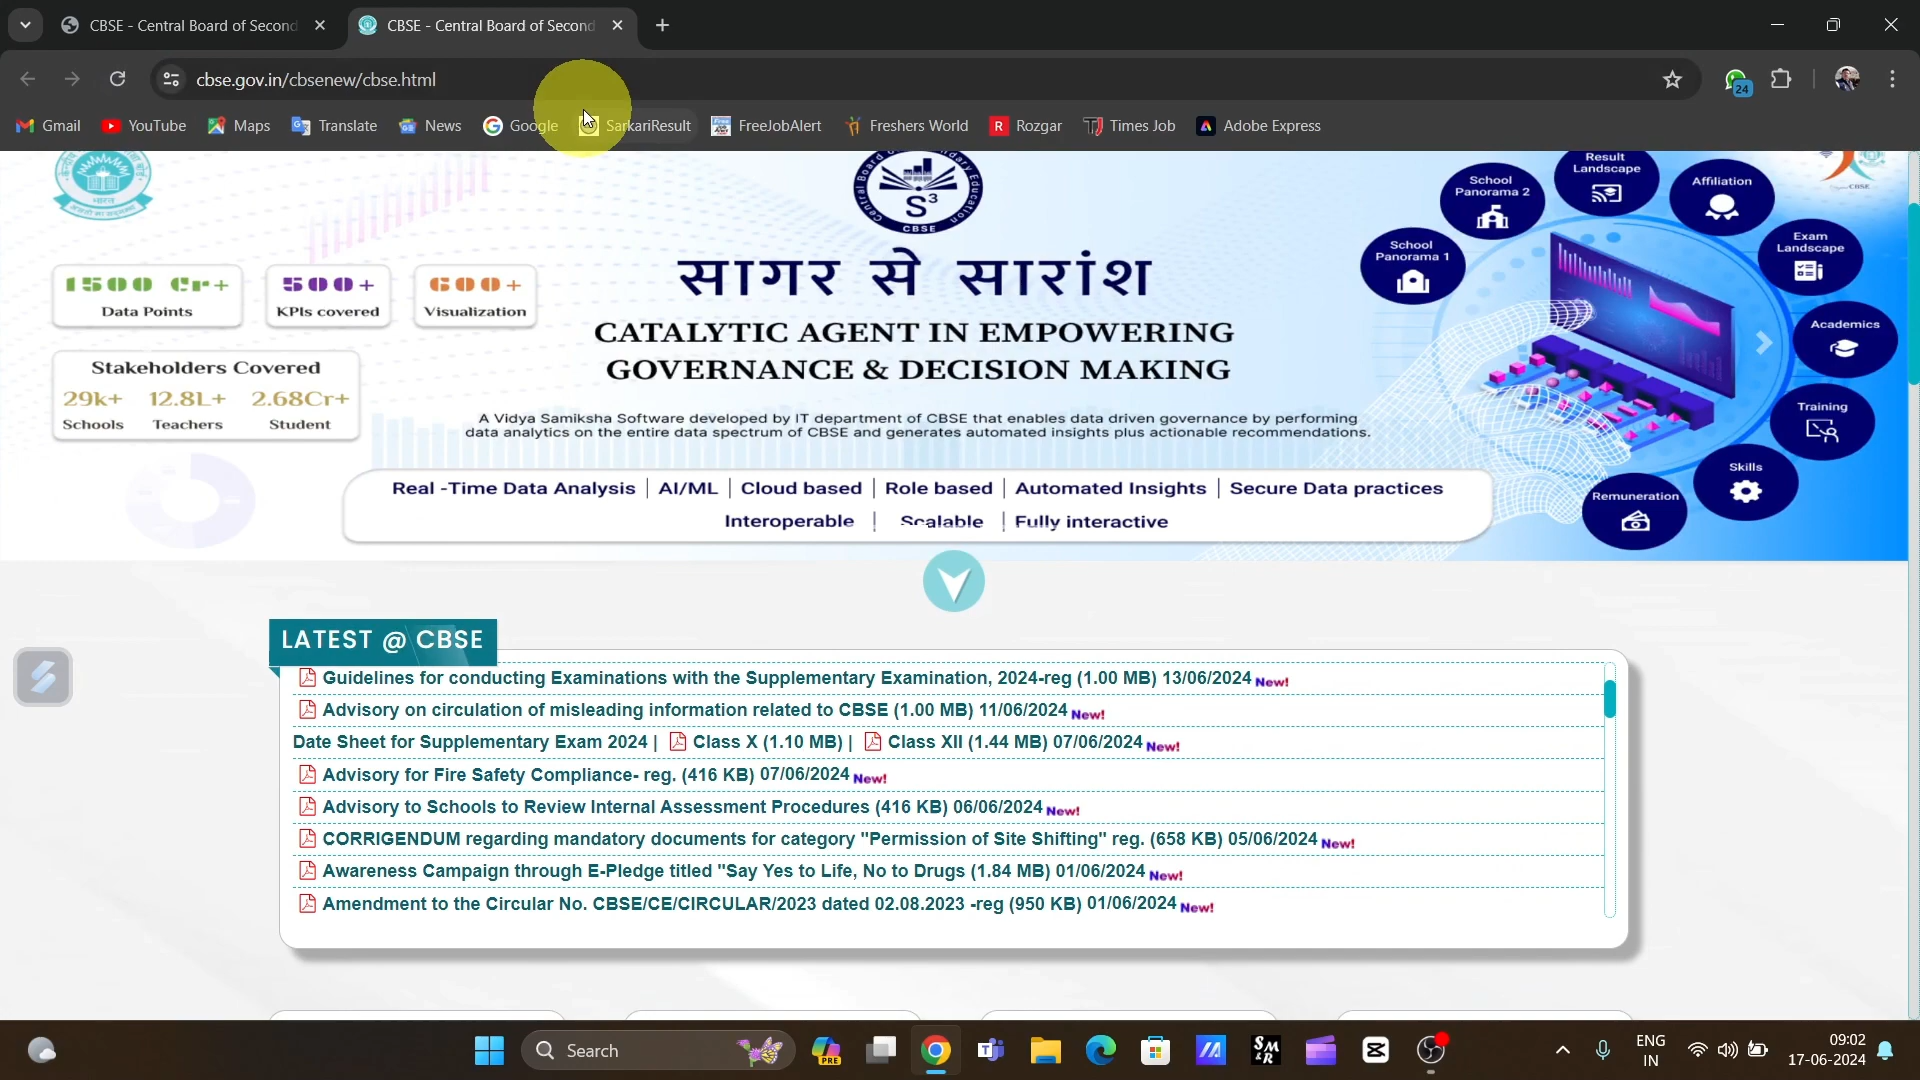 CBSE - Central Board of Second
CBSE - Central Board of Second
cbse.gov.in/cbsenew/cbse.html
24
Gmail
YouTube
Maps
Translate
News
Google
SarkariResult
FreeJobAlert
Freshers World
Rozgar
Times Job
Adobe Express
1500 Cr+
Data Points
500+
KPIs covered
600+
Visualization
Stakeholders Covered
29k+ 12.8L+ 2.68Cr+
Schools Teachers Student
S³
CBSE
सागर से सारांश
CATALYTIC AGENT IN EMPOWERING
GOVERNANCE & DECISION MAKING
A Vidya Samiksha Software developed by IT department of CBSE that enables data driven governance by performing
data analytics on the entire data spectrum of CBSE and generates automated insights plus actionable recommendations.
Real -Time Data Analysis | AI/ML | Cloud based | Role based | Automated Insights | Secure Data practices
Interoperable | Scalable | Fully interactive
School
Panorama 1
School
Panorama 2
Result
Landscape
Affiliation
Exam
Landscape
Academics
Training
Skills
Remuneration
CBSE
LATEST @ CBSE
Guidelines for conducting Examinations with the Supplementary Examination, 2024-reg (1.00 MB) 13/06/2024 New!
Advisory on circulation of misleading information related to CBSE (1.00 MB) 11/06/2024 New!
Date Sheet for Supplementary Exam 2024 | Class X (1.10 MB) | Class XII (1.44 MB) 07/06/2024 New!
Advisory for Fire Safety Compliance- reg. (416 KB) 07/06/2024 New!
Advisory to Schools to Review Internal Assessment Procedures (416 KB) 06/06/2024 New!
CORRIGENDUM regarding mandatory documents for category "Permission of Site Shifting" reg. (658 KB) 05/06/2024 New!
Awareness Campaign through E-Pledge titled "Say Yes to Life, No to Drugs (1.84 MB) 01/06/2024 New!
Amendment to the Circular No. CBSE/CE/CIRCULAR/2023 dated 02.08.2023 -reg (950 KB) 01/06/2024 New!
Search
PRE
SM
&R
ENG
IN
09:02
17-06-2024